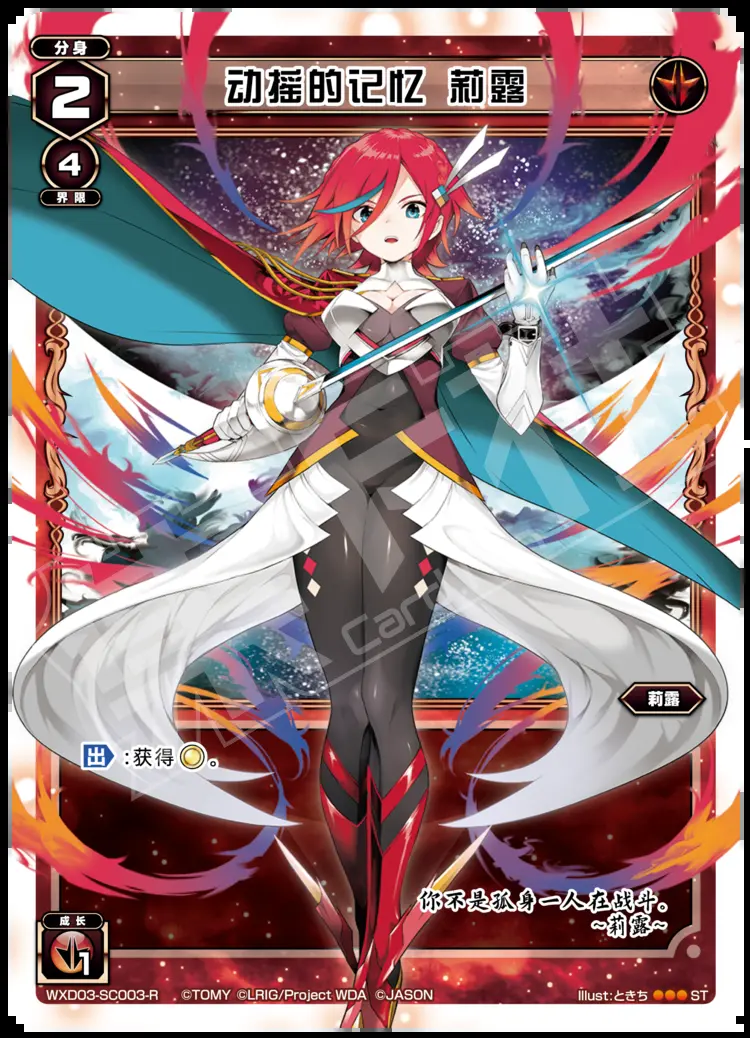 分身
2
动摇的记忆 莉露
4
界限
Card
莉露
出:获得。
你不是孤身一人在战斗。
~莉露~
成长
1
WXD03-SC003-R ©TOMY ©LRIG/Project WDA ©JASON
Illust:ときち ST